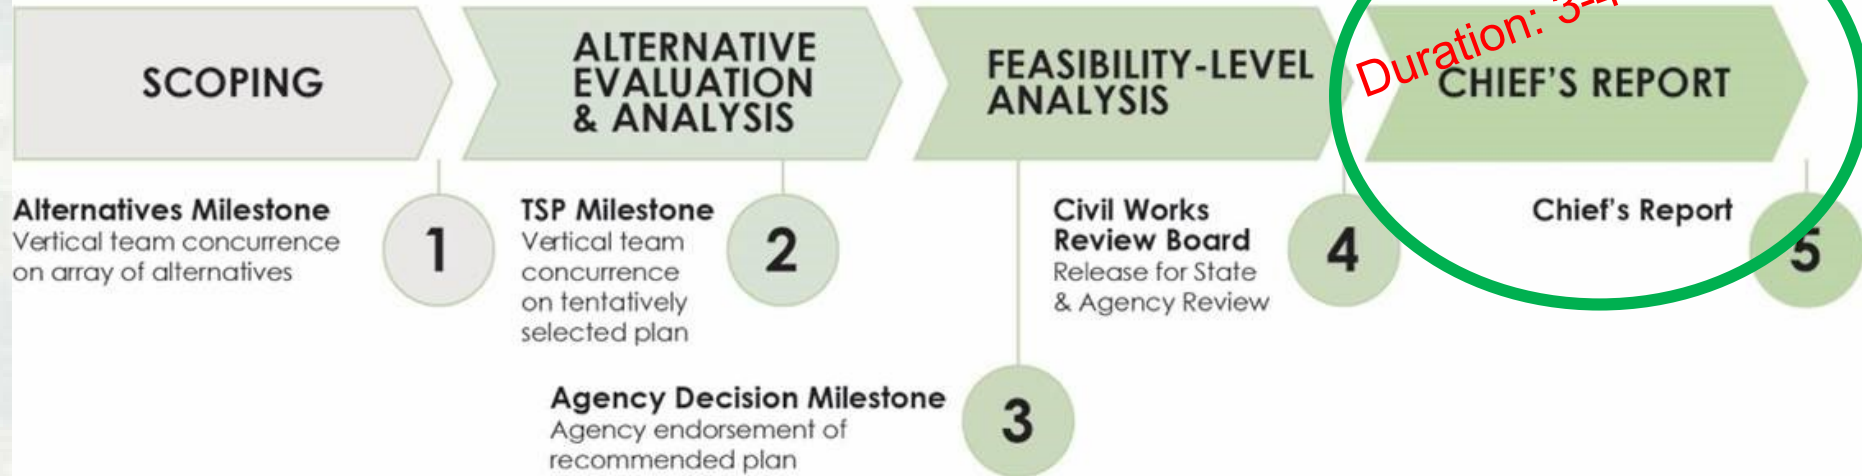 SCOPING
ALTERNATIVE
EVALUATION
& ANALYSIS
FEASIBILITY-LEVEL
ANALYSIS
Duration:
CHIEF'S REPORT
Alternatives Milestone
Vertical team concurrence
on array of alternatives
1
TSP Milestone
Vertical team
concurrence
on tentatively
selected plan
2
Agency Decision Milestone
Agency endorsement of
recommended plan
3
Civil Works
Review Board
Release for State
& Agency Review
4
Chief's Report
5